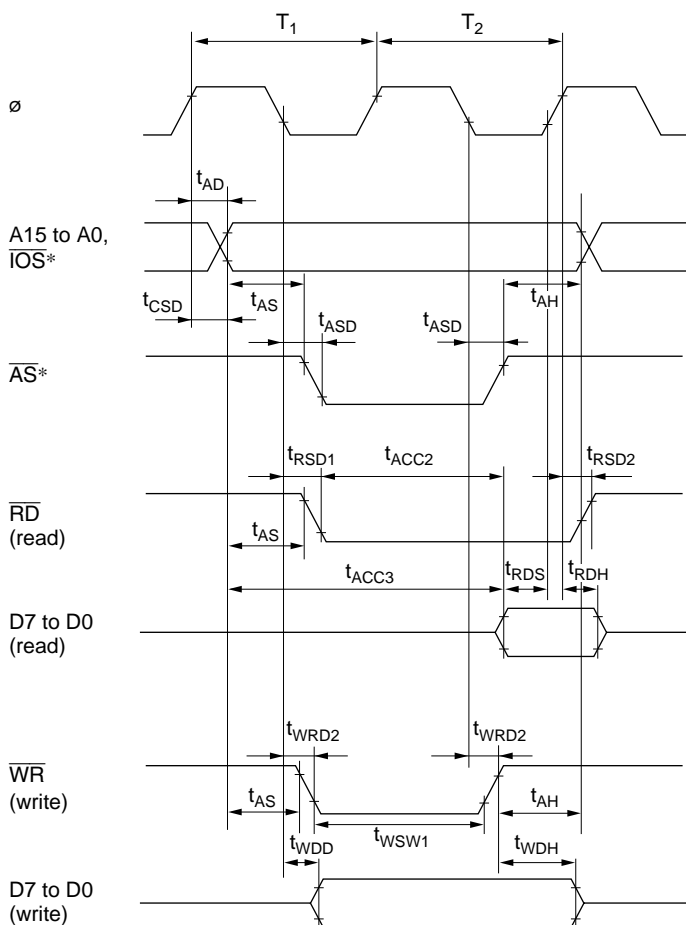 T1 T2
ø
tAD
A15 to A0,
IOS*
tCSD tAS tAH
tASD tASD
AS*
tRSD1 tACC2 tRSD2
RD
(read)
tAS
tACC3 tRDS tRDH
D7 to D0
(read)
tWRD2 tWRD2
WR
(write)
tAS tAH
tWSW1
tWDD tWDH
D7 to D0
(write)